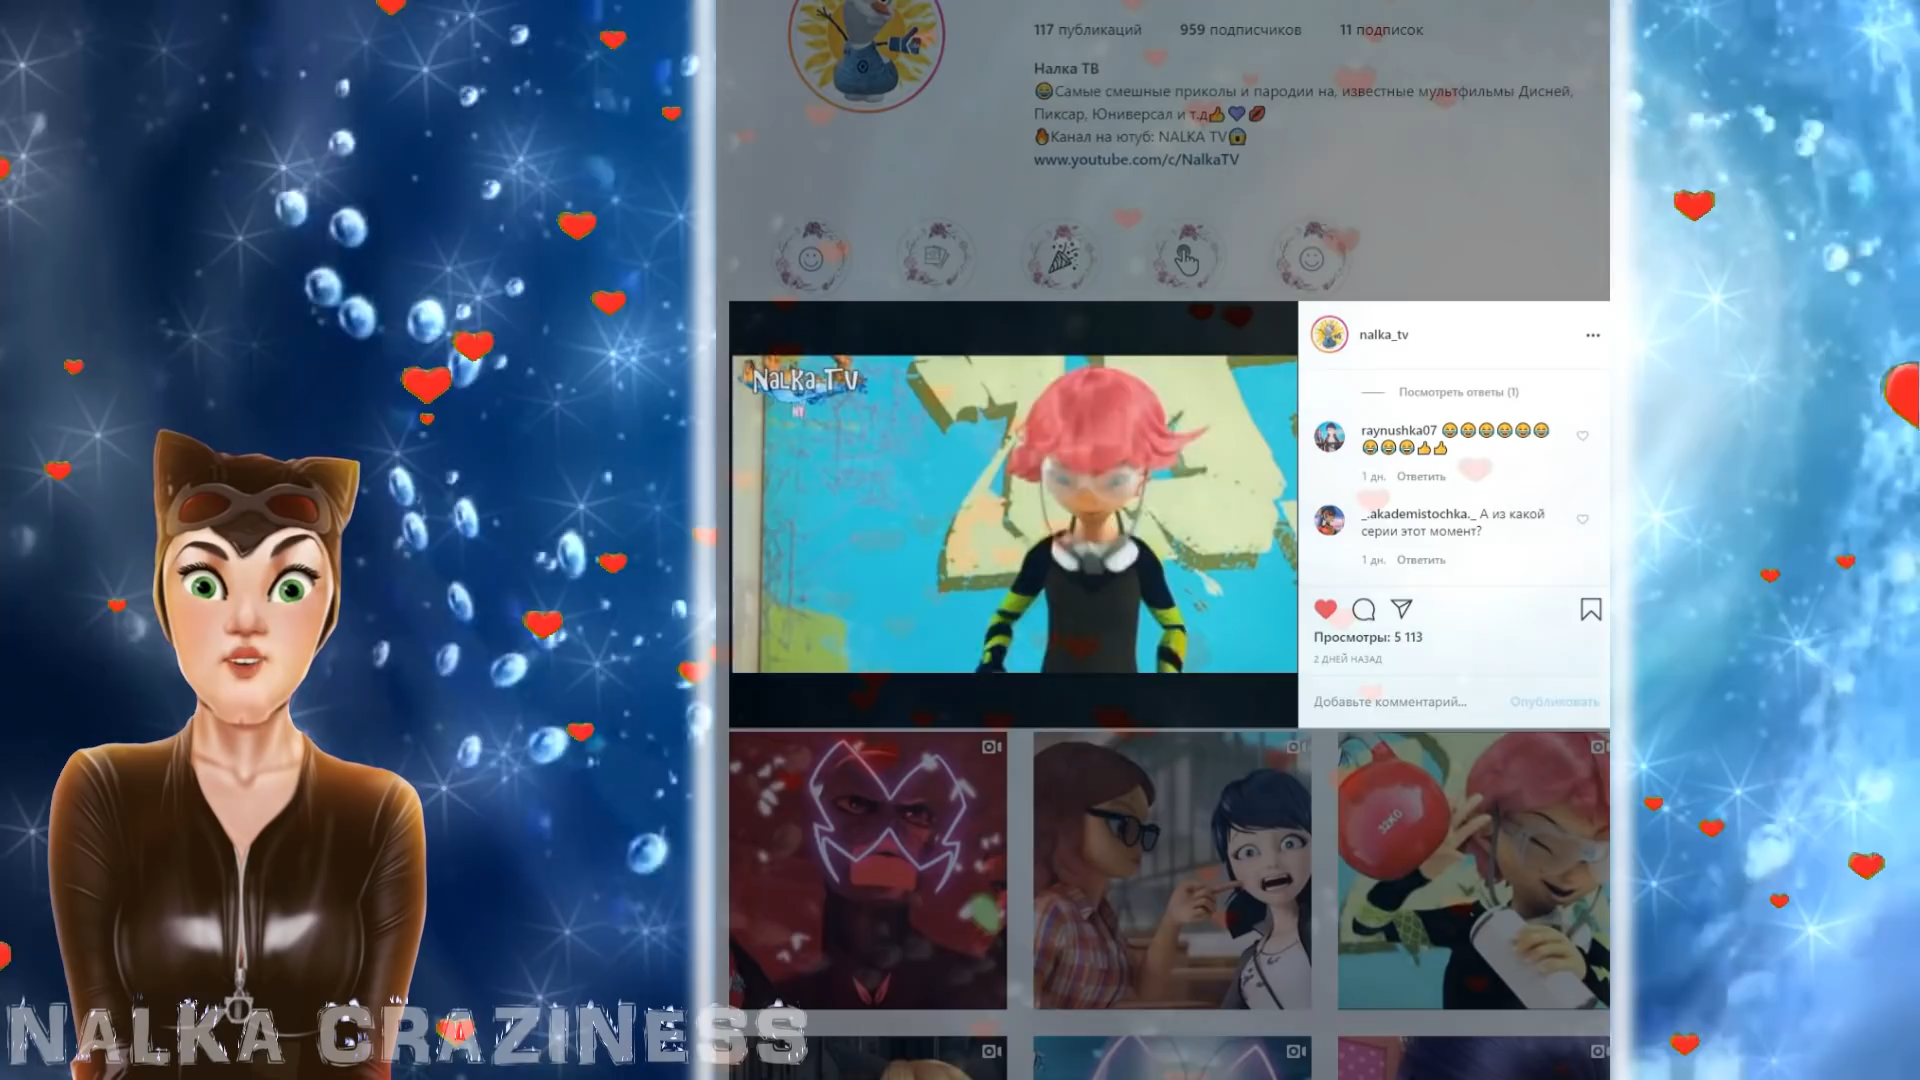 117 публикаций 959 подписчиков 11 подписок
Налка ТВ
😂Самые смешные приколы и пародии на, известные мультфильмы Дисней,
Пиксар, Юниверсал и т.д👍💜💋
🔥Канал на ютуб: NALKA TV😱
www.youtube.com/c/NalkaTV
nalka_tv
Посмотреть ответы (1)
raynushka07 😂😂😂😂😂😂
😂😂😂👍👍
1 дн. Ответить
_.akademistochka._ А из какой
серии этот момент?
1 дн. Ответить
Просмотры: 5 113
2 ДНЕЙ НАЗАД
Добавьте комментарий... Опубликовать
NALKA TV
NALKA CRAZINESS